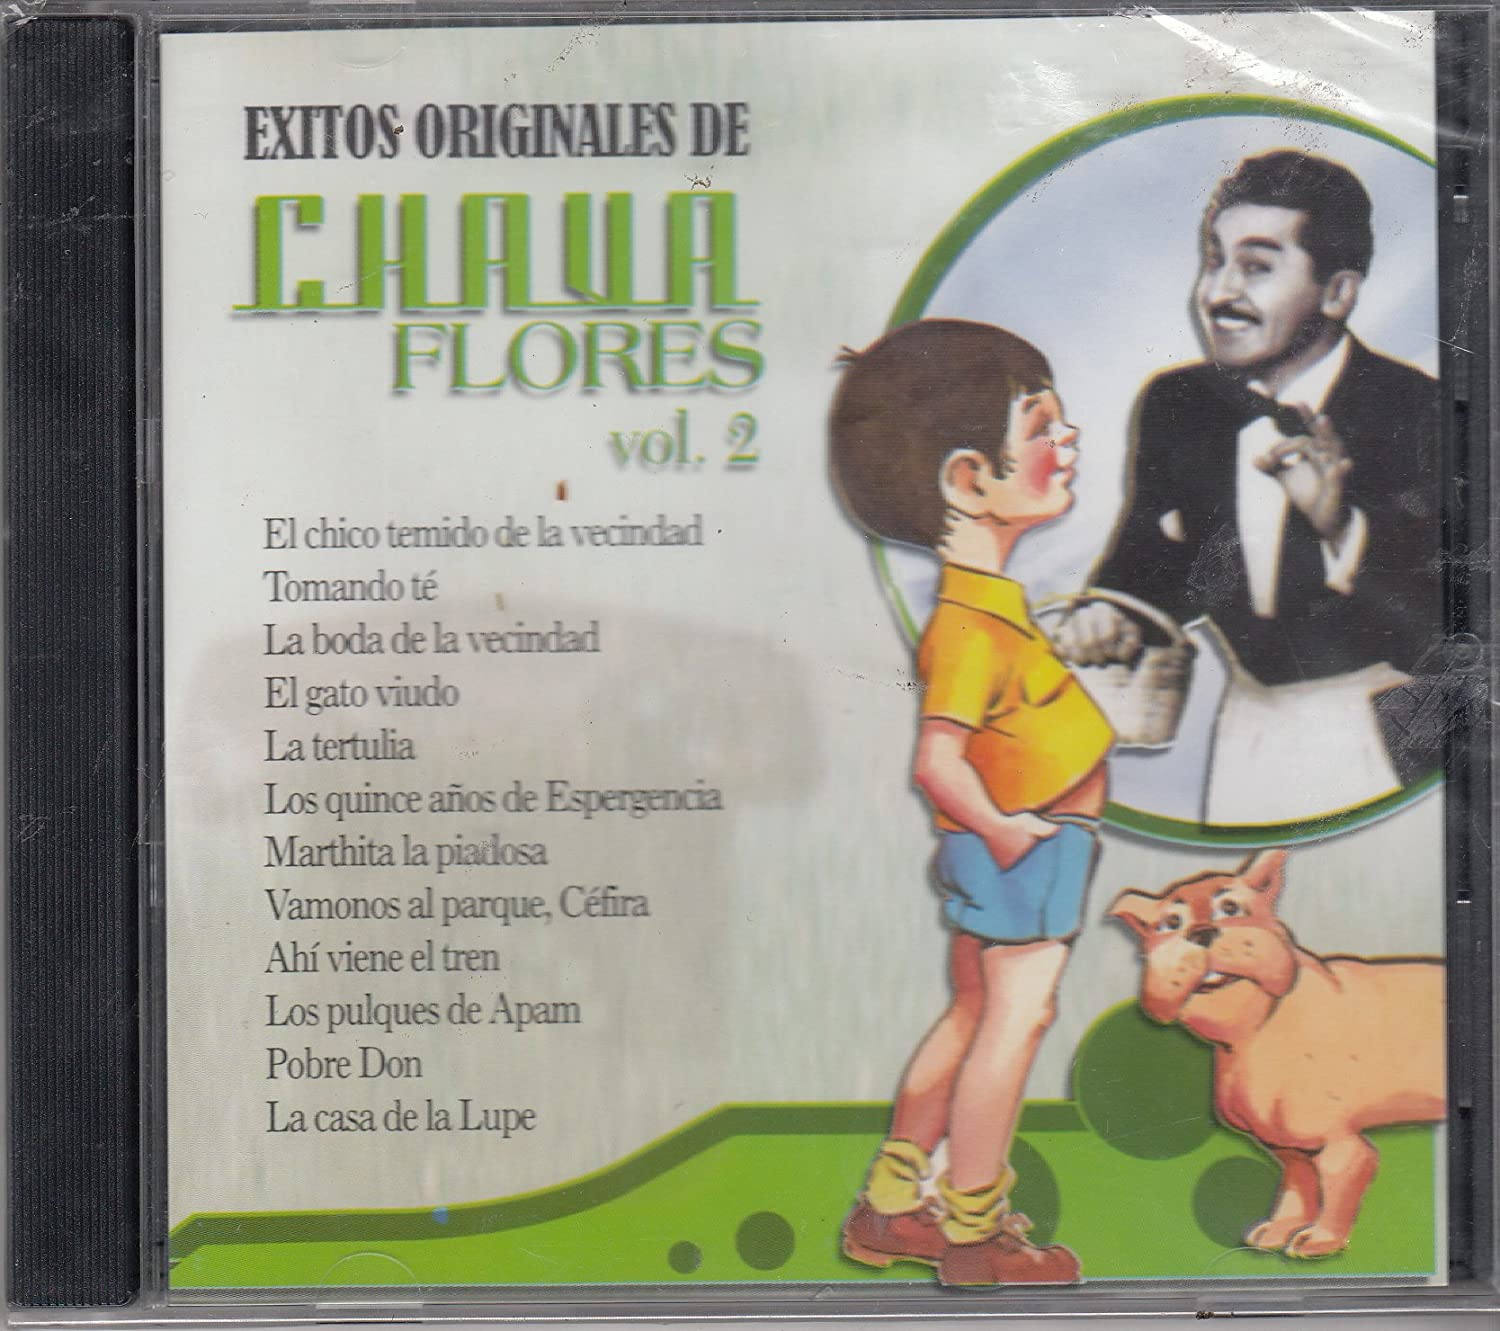 EXITOS ORIGINALES DE
CHAVA
FLORES
vol. 2
El chico temido de la vecindad
Tomando té
La boda de la vecindad
El gato viudo
La tertulia
Los quince años de Espergencia
Marthita la piadosa
Vamonos al parque, Céfira
Ahí viene el tren
Los pulques de Apam
Pobre Don
La casa de la Lupe